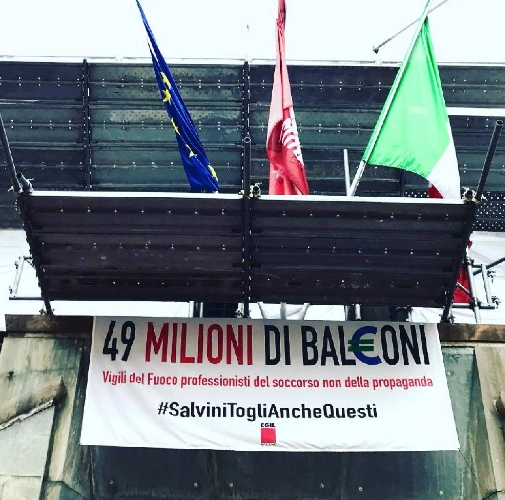 49 MILIONI DI BAL€ONI
Vigili del Fuoco professionisti del soccorso non della propaganda
#SalviniTogliAncheQuesti
CGIL